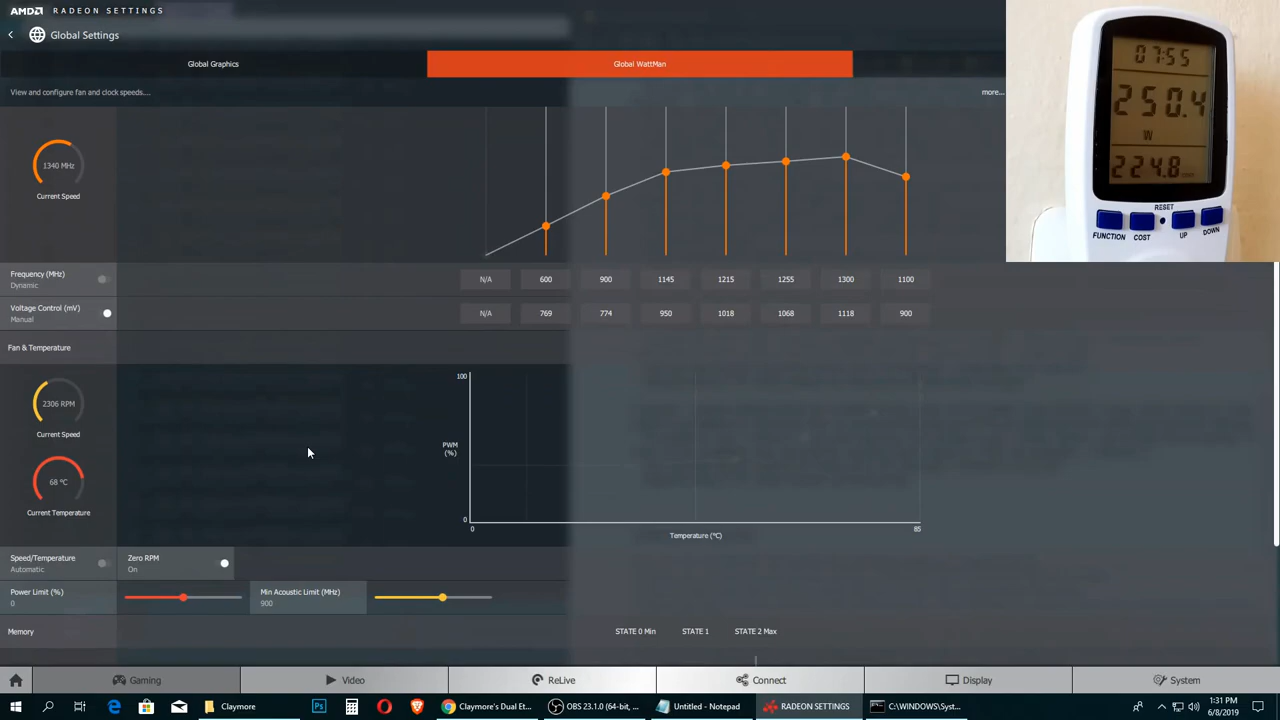 AMD RADEON SETTINGS
Global Settings
Global Graphics
Global WattMan
View and configure fan and clock speeds....
more...
1340 MHz
Current Speed
Frequency (MHz)
Dynamic
N/A 600 900 1145 1215 1255 1300 1100
Voltage Control (mV)
Manual
N/A 769 774 950 1018 1068 1118 900
Fan & Temperature
2306 RPM
Current Speed
68 °C
Current Temperature
100
PWM
(%)
0
0
85
Temperature (°C)
Speed/Temperature
Automatic
Zero RPM
On
Power Limit (%)
0
Min Acoustic Limit (MHz)
900
Memory
STATE 0 Min STATE 1 STATE 2 Max
Gaming
Video
ReLive
Connect
Display
System
Claymore
Ps
Claymore's Dual Et...
OBS 23.1.0 (64-bit, ...
Untitled - Notepad
RADEON SETTINGS
C:\WINDOWS\Syst...
1:31 PM
6/8/2019
07:55
250.4
W
224.8
RESET
FUNCTION COST UP DOWN